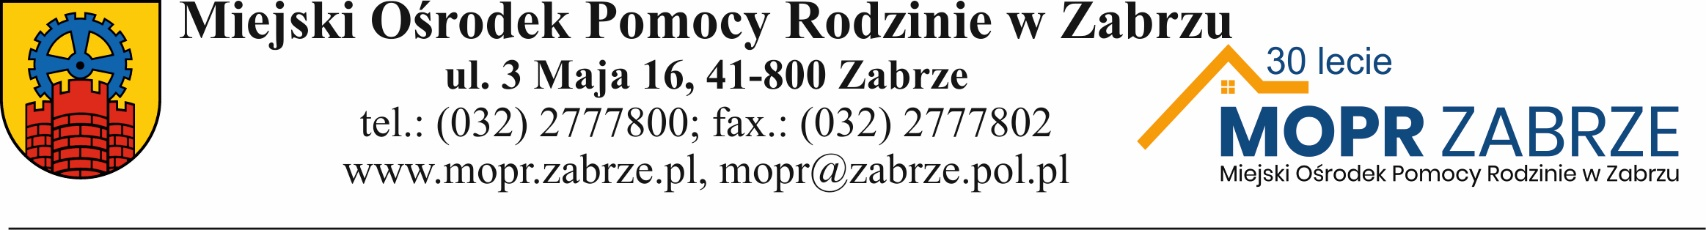 Miejski Ośrodek Pomocy Rodzinie w Zabrzu
ul. 3 Maja 16, 41-800 Zabrze
tel.: (032) 2777800; fax.: (032) 2777802
www.mopr.zabrze.pl, mopr@zabrze.pol.pl
30 lecie
MOPR ZABRZE
Miejski Ośrodek Pomocy Rodzinie w Zabrzu